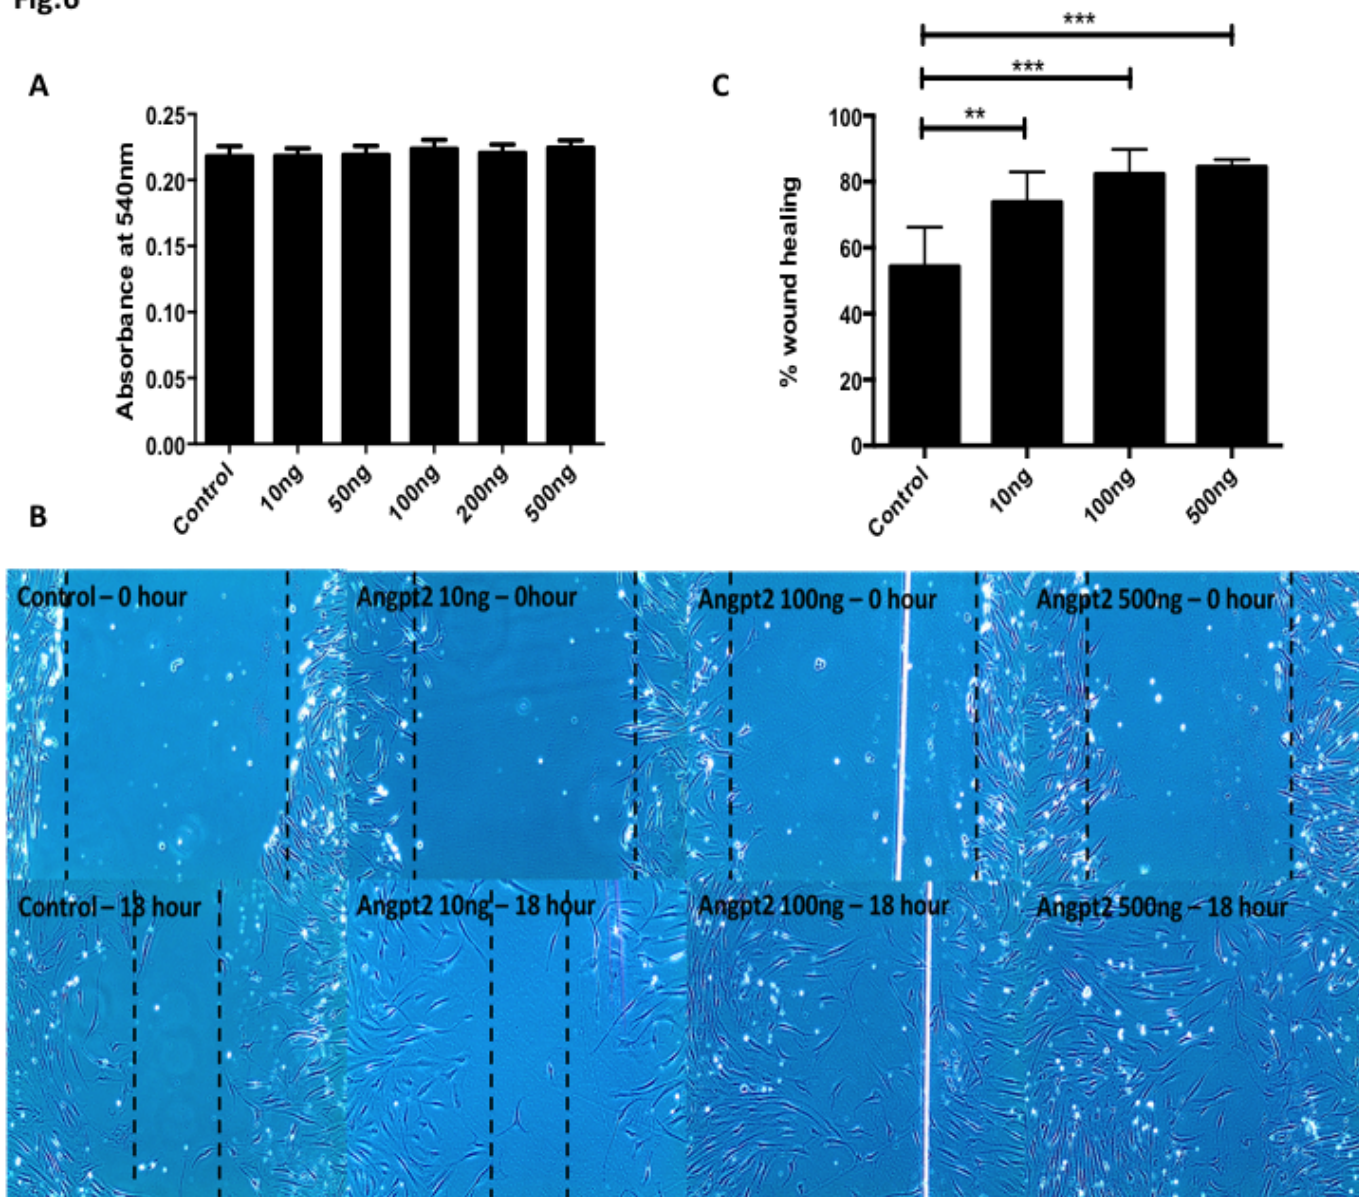 Fig.6
A
0.25
0.20
0.15
0.10
0.05
0.00
Absorbance at 540nm
Control
10ng
50ng
100ng
200ng
500ng
C
***
***
**
100
80
60
40
20
0
% wound healing
Control
10ng
100ng
500ng
B
Control – 0 hour
Angpt2 10ng – 0hour
Angpt2 100ng – 0 hour
Angpt2 500ng – 0 hour
Control – 18 hour
Angpt2 10ng – 18 hour
Angpt2 100ng – 18 hour
Angpt2 500ng – 18 hour